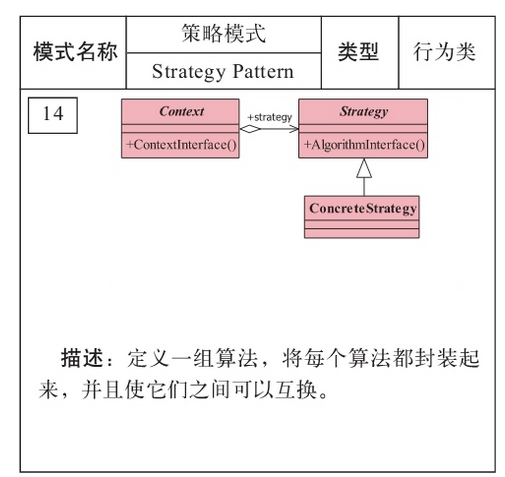 模式名称
策略模式
Strategy Pattern
类型
行为类
14
Context
+ContextInterface()
+strategy
Strategy
+AlgorithmInterface()
ConcreteStrategy
描述：定义一组算法，将每个算法都封装起
来，并且使它们之间可以互换。